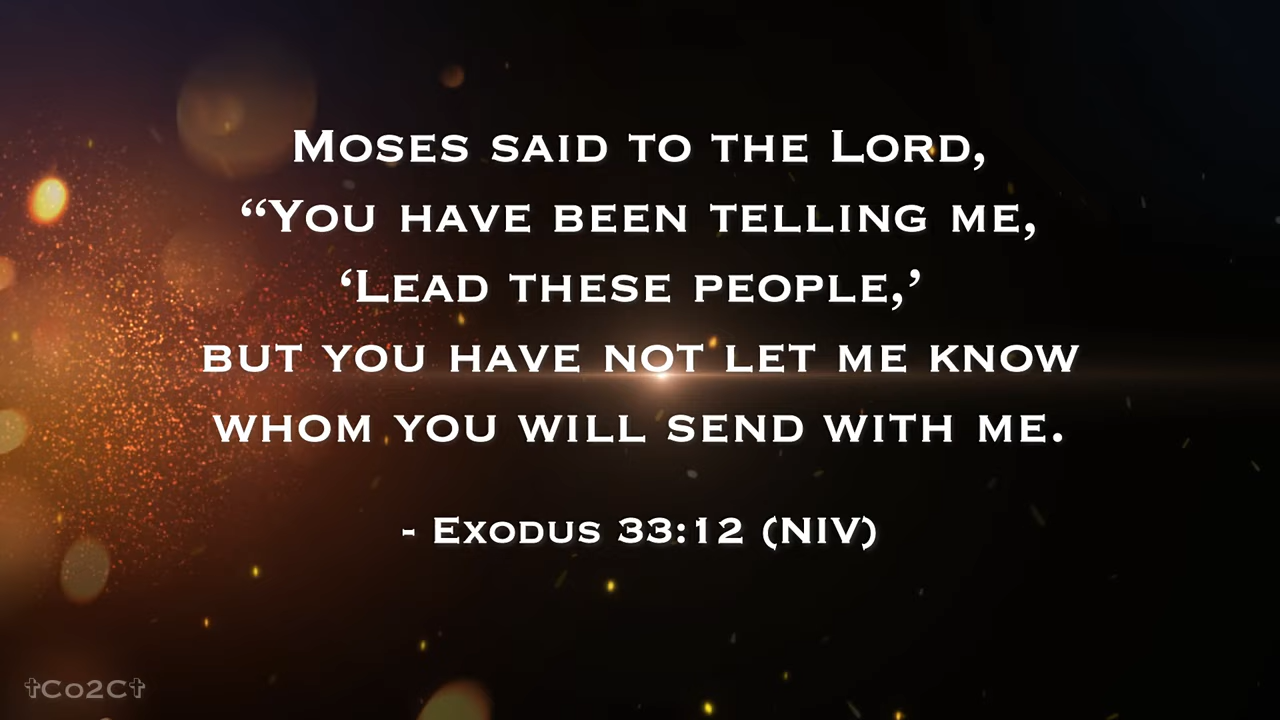 Moses said to the Lord,
“You have been telling me,
‘Lead these people,’
but you have not let me know
whom you will send with me.
- Exodus 33:12 (NIV)
✝Co2C✝